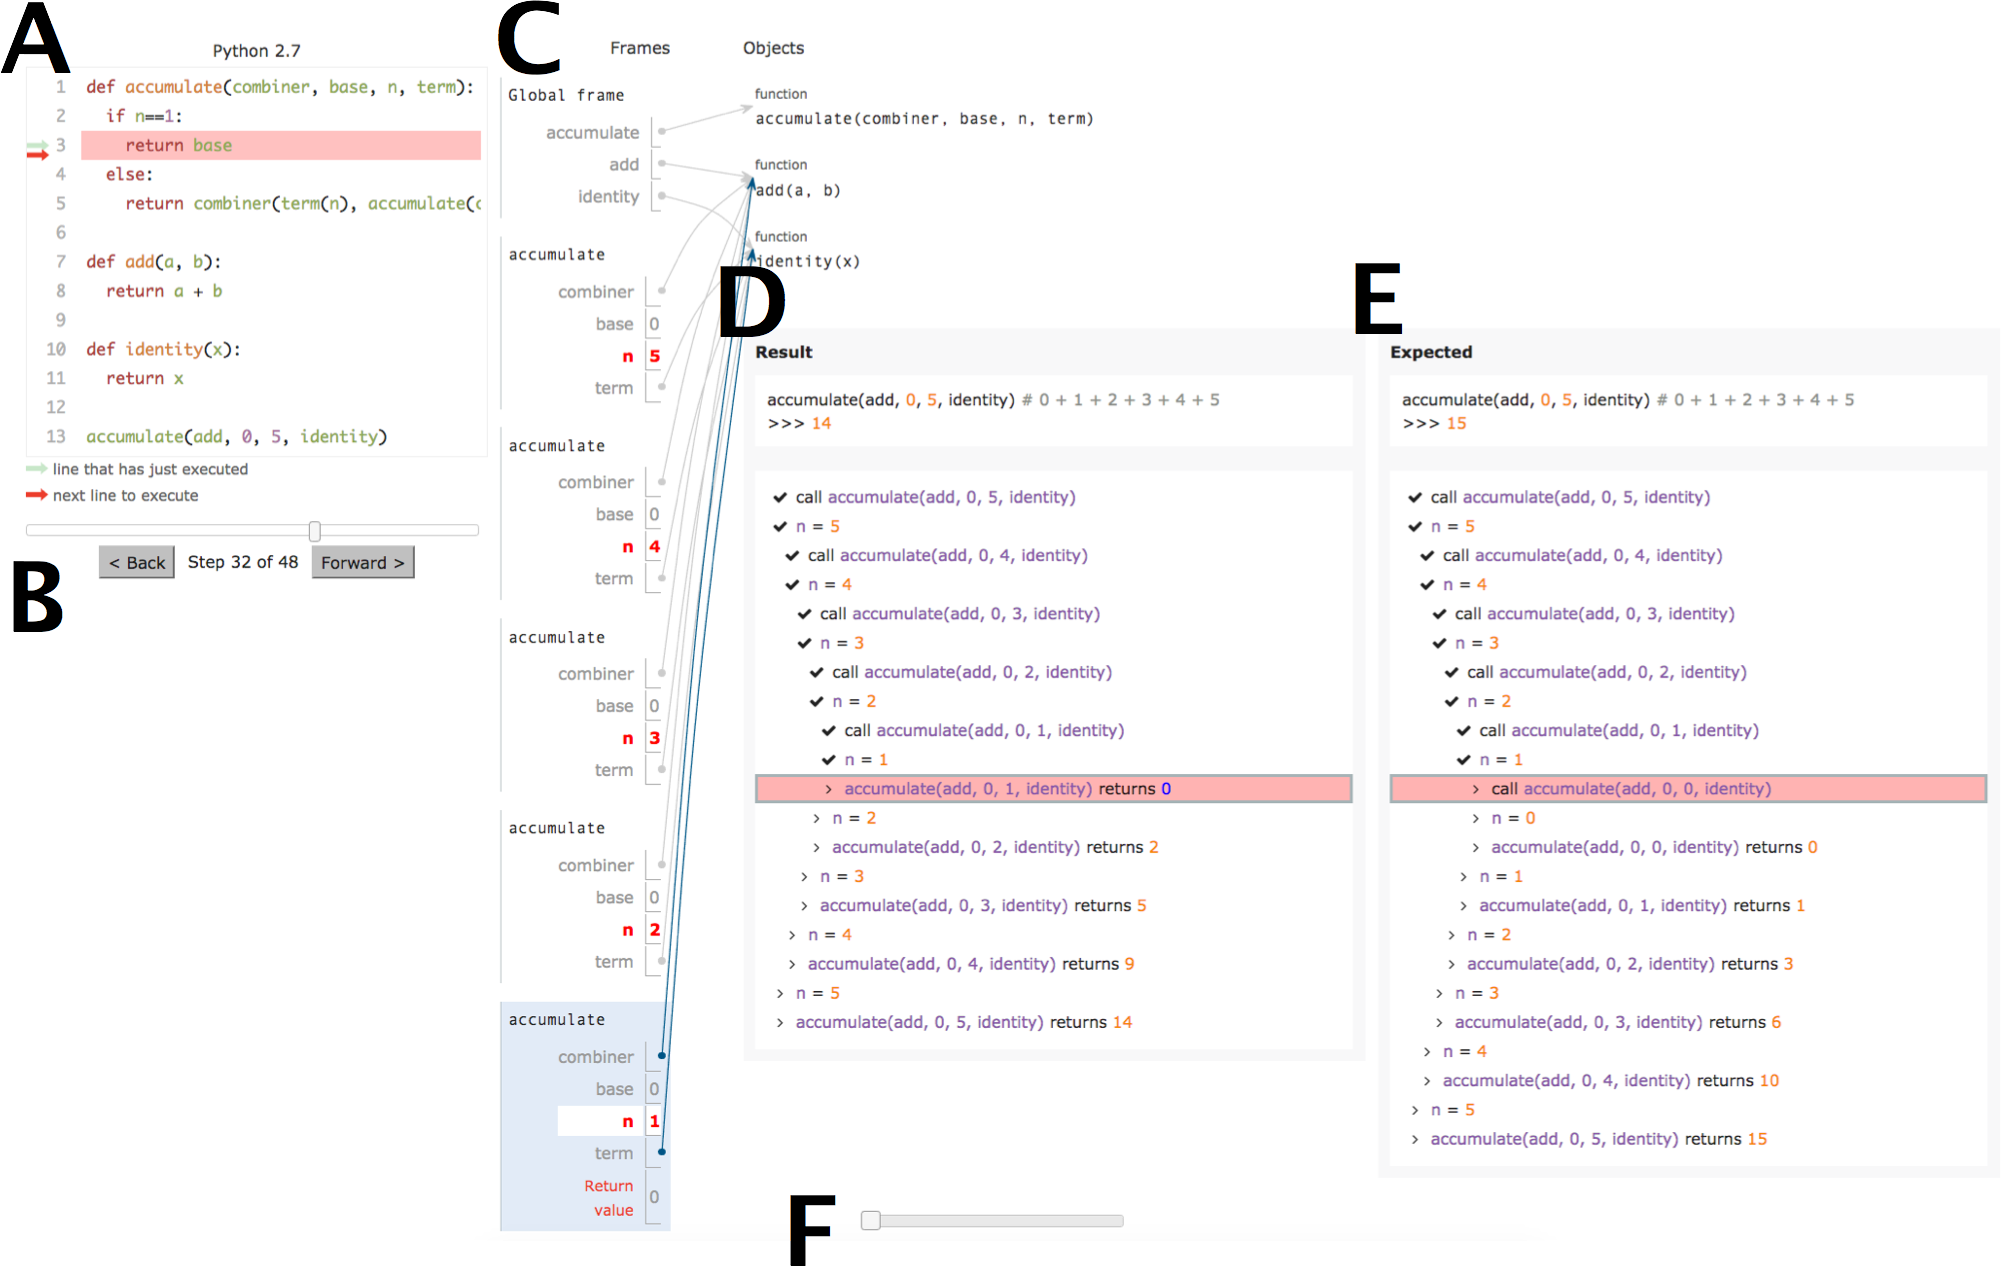 A
Python 2.7
1 def accumulate(combiner, base, n, term):
2 if n==1:
3 return base
4 else:
5 return combiner(term(n), accumulate(
6
7 def add(a, b):
8 return a + b
9
10 def identity(x):
11 return x
12
13 accumulate(add, 0, 5, identity)
line that has just executed
next line to execute
B
< Back Step 32 of 48 Forward >
C
Frames Objects
Global frame
accumulate
add
identity
function
accumulate(combiner, base, n, term)
function
add(a, b)
function
identity(x)
accumulate
combiner
base 0
n 5
term
accumulate
combiner
base 0
n 4
term
accumulate
combiner
base 0
n 3
term
accumulate
combiner
base 0
n 2
term
accumulate
combiner
base 0
n 1
term
Return
value 0
D
Result
accumulate(add, 0, 5, identity) # 0 + 1 + 2 + 3 + 4 + 5
>>> 14
✔ call accumulate(add, 0, 5, identity)
✔ n = 5
✔ call accumulate(add, 0, 4, identity)
✔ n = 4
✔ call accumulate(add, 0, 3, identity)
✔ n = 3
✔ call accumulate(add, 0, 2, identity)
✔ n = 2
✔ call accumulate(add, 0, 1, identity)
✔ n = 1
> accumulate(add, 0, 1, identity) returns 0
> n = 2
> accumulate(add, 0, 2, identity) returns 2
> n = 3
> accumulate(add, 0, 3, identity) returns 5
> n = 4
> accumulate(add, 0, 4, identity) returns 9
> n = 5
> accumulate(add, 0, 5, identity) returns 14
E
Expected
accumulate(add, 0, 5, identity) # 0 + 1 + 2 + 3 + 4 + 5
>>> 15
✔ call accumulate(add, 0, 5, identity)
✔ n = 5
✔ call accumulate(add, 0, 4, identity)
✔ n = 4
✔ call accumulate(add, 0, 3, identity)
✔ n = 3
✔ call accumulate(add, 0, 2, identity)
✔ n = 2
✔ call accumulate(add, 0, 1, identity)
✔ n = 1
> call accumulate(add, 0, 0, identity)
> n = 0
> accumulate(add, 0, 0, identity) returns 0
> n = 1
> accumulate(add, 0, 1, identity) returns 1
> n = 2
> accumulate(add, 0, 2, identity) returns 3
> n = 3
> accumulate(add, 0, 3, identity) returns 6
> n = 4
> accumulate(add, 0, 4, identity) returns 10
> n = 5
> accumulate(add, 0, 5, identity) returns 15
F